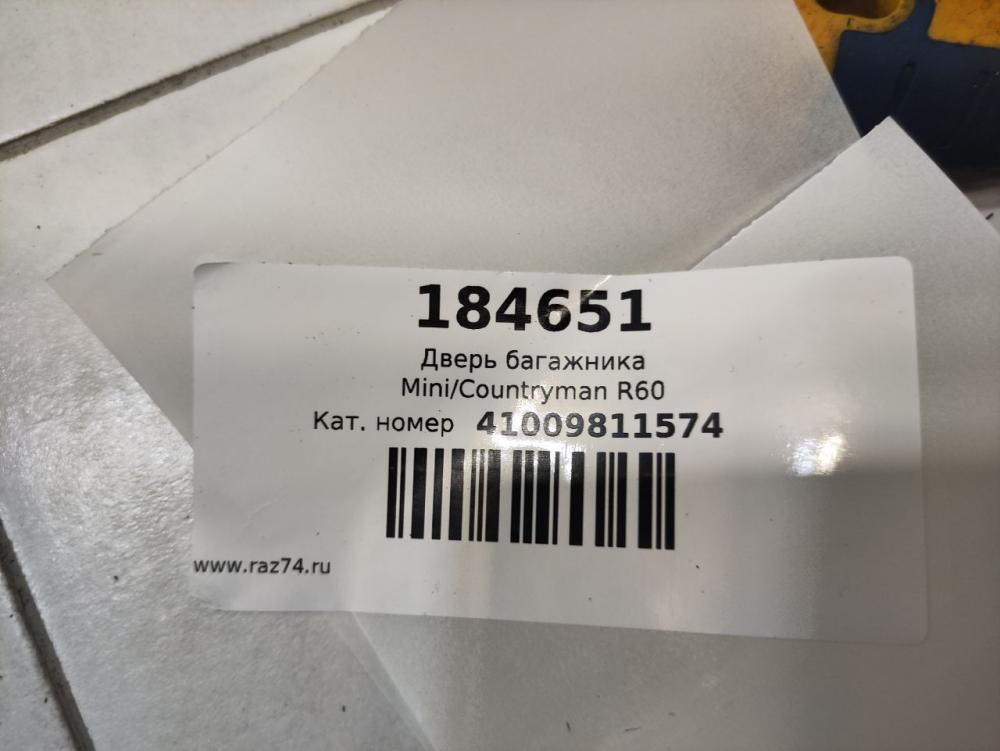 184651
Дверь багажника
Mini/Countryman R60
Кат. номер 41009811574
www.raz74.ru